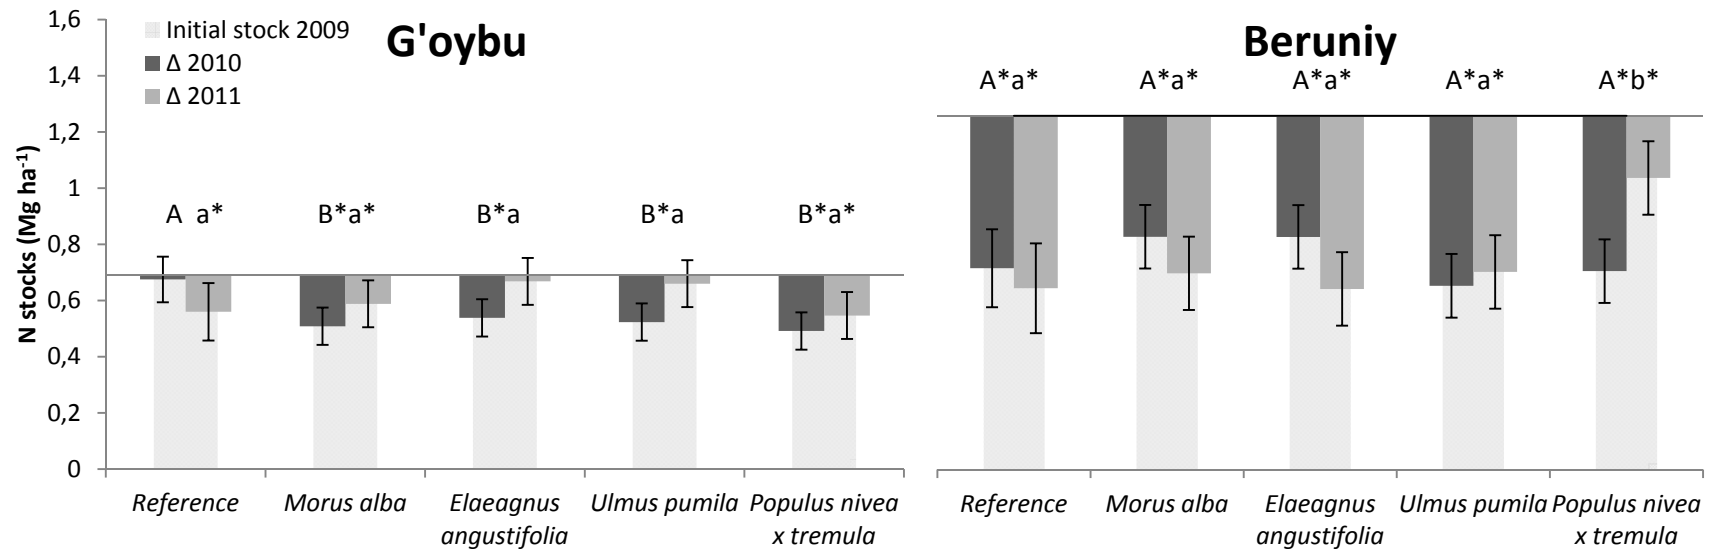 1,6
1,4
1,2
1
0,8
0,6
0,4
0,2
0
N stocks (Mg ha-1)
Initial stock 2009
Δ 2010
Δ 2011
G'oybu
A a*
B*a*
B*a
B*a
B*a*
Reference
Morus alba
Elaeagnus
angustifolia
Ulmus pumila
Populus nivea
x tremula
Beruniy
A*a*
A*a*
A*a*
A*a*
A*b*
Reference
Morus alba
Elaeagnus
angustifolia
Ulmus pumila
Populus nivea
x tremula